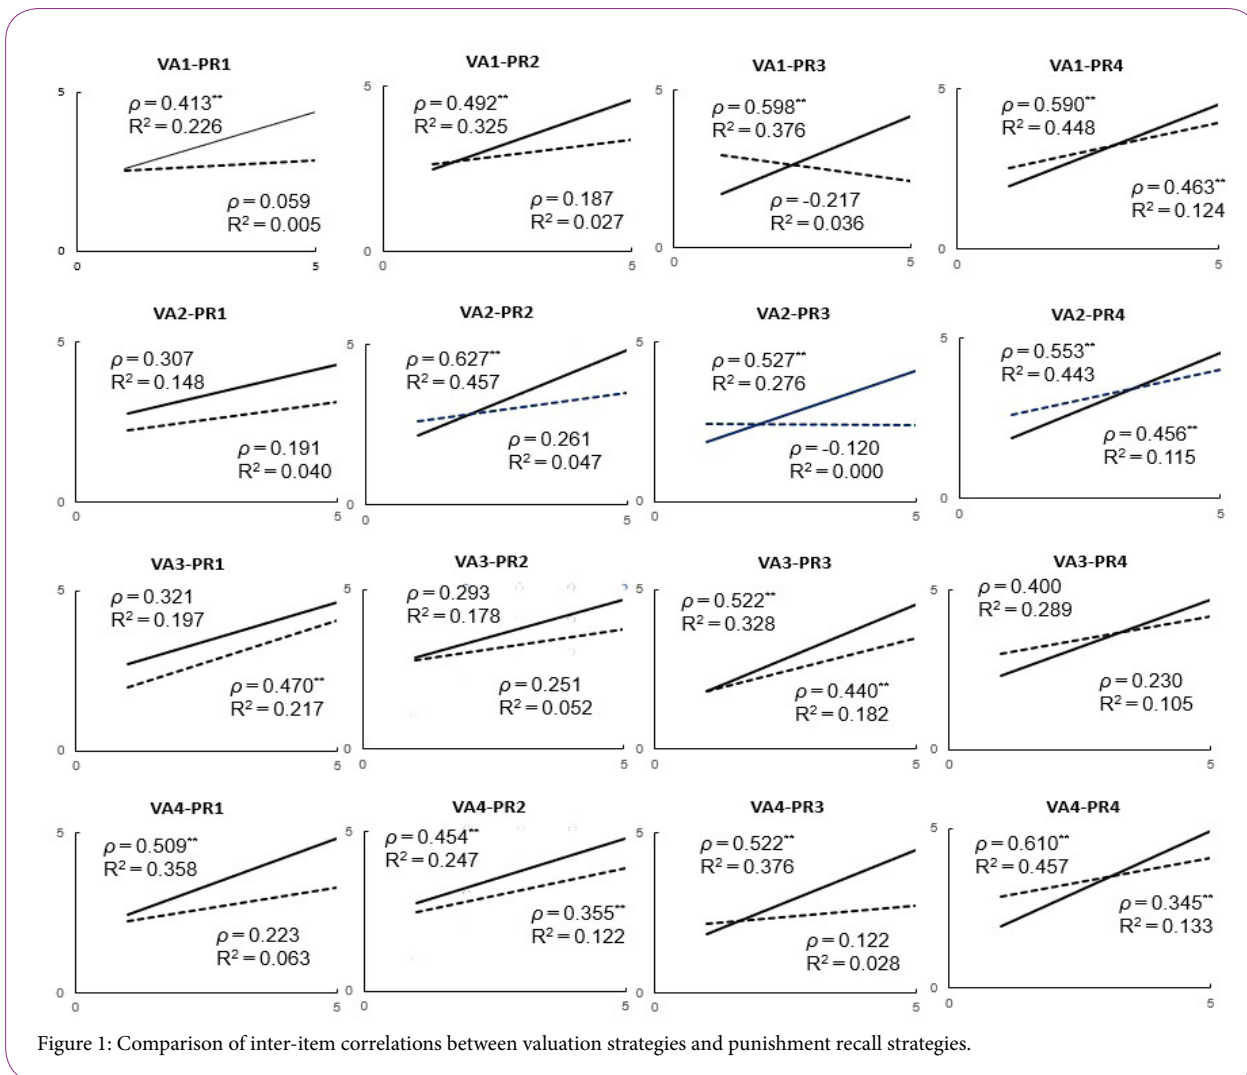 VA1-PR1
5
ρ = 0.413**
R² = 0.226
ρ = 0.059
R² = 0.005
0
0
5
VA1-PR2
5
ρ = 0.492**
R² = 0.325
ρ = 0.187
R² = 0.027
0
0
5
VA1-PR3
5
ρ = 0.598**
R² = 0.376
ρ = -0.217
R² = 0.036
0
0
5
VA1-PR4
5
ρ = 0.590**
R² = 0.448
ρ = 0.463**
R² = 0.124
0
0
5
VA2-PR1
5
ρ = 0.307
R² = 0.148
ρ = 0.191
R² = 0.040
0
0
5
VA2-PR2
5
ρ = 0.627**
R² = 0.457
ρ = 0.261
R² = 0.047
0
0
5
VA2-PR3
5
ρ = 0.527**
R² = 0.276
ρ = -0.120
R² = 0.000
0
0
5
VA2-PR4
5
ρ = 0.553**
R² = 0.443
ρ = 0.456**
R² = 0.115
0
0
5
VA3-PR1
5
ρ = 0.321
R² = 0.197
ρ = 0.470**
R² = 0.217
0
0
5
VA3-PR2
5
ρ = 0.293
R² = 0.178
ρ = 0.251
R² = 0.052
0
0
5
VA3-PR3
5
ρ = 0.522**
R² = 0.328
ρ = 0.440**
R² = 0.182
0
0
5
VA3-PR4
5
ρ = 0.400
R² = 0.289
ρ = 0.230
R² = 0.105
0
0
5
VA4-PR1
5
ρ = 0.509**
R² = 0.358
ρ = 0.223
R² = 0.063
0
0
5
VA4-PR2
5
ρ = 0.454**
R² = 0.247
ρ = 0.355**
R² = 0.122
0
0
5
VA4-PR3
5
ρ = 0.522**
R² = 0.376
ρ = 0.122
R² = 0.028
0
0
5
VA4-PR4
5
ρ = 0.610**
R² = 0.457
ρ = 0.345**
R² = 0.133
0
0
5
Figure 1: Comparison of inter-item correlations between valuation strategies and punishment recall strategies.